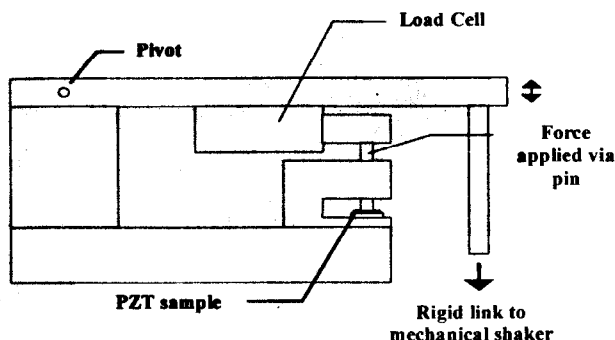 Load Cell
Pivot
Force
applied via
pin
PZT sample
Rigid link to
mechanical shaker